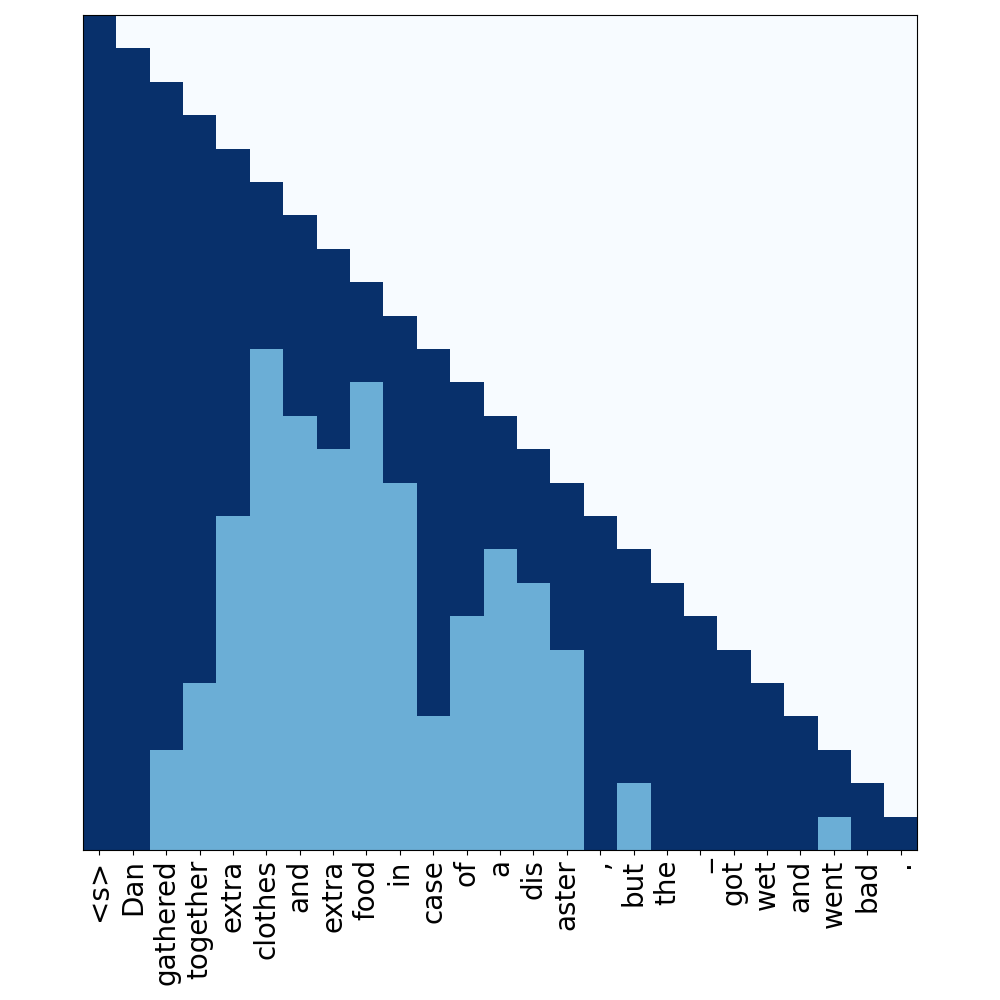 <s>
Dan
gathered
together
extra
clothes
and
extra
food
in
case
of
a
dis
aster
,
but
the
_
got
wet
and
went
bad
.